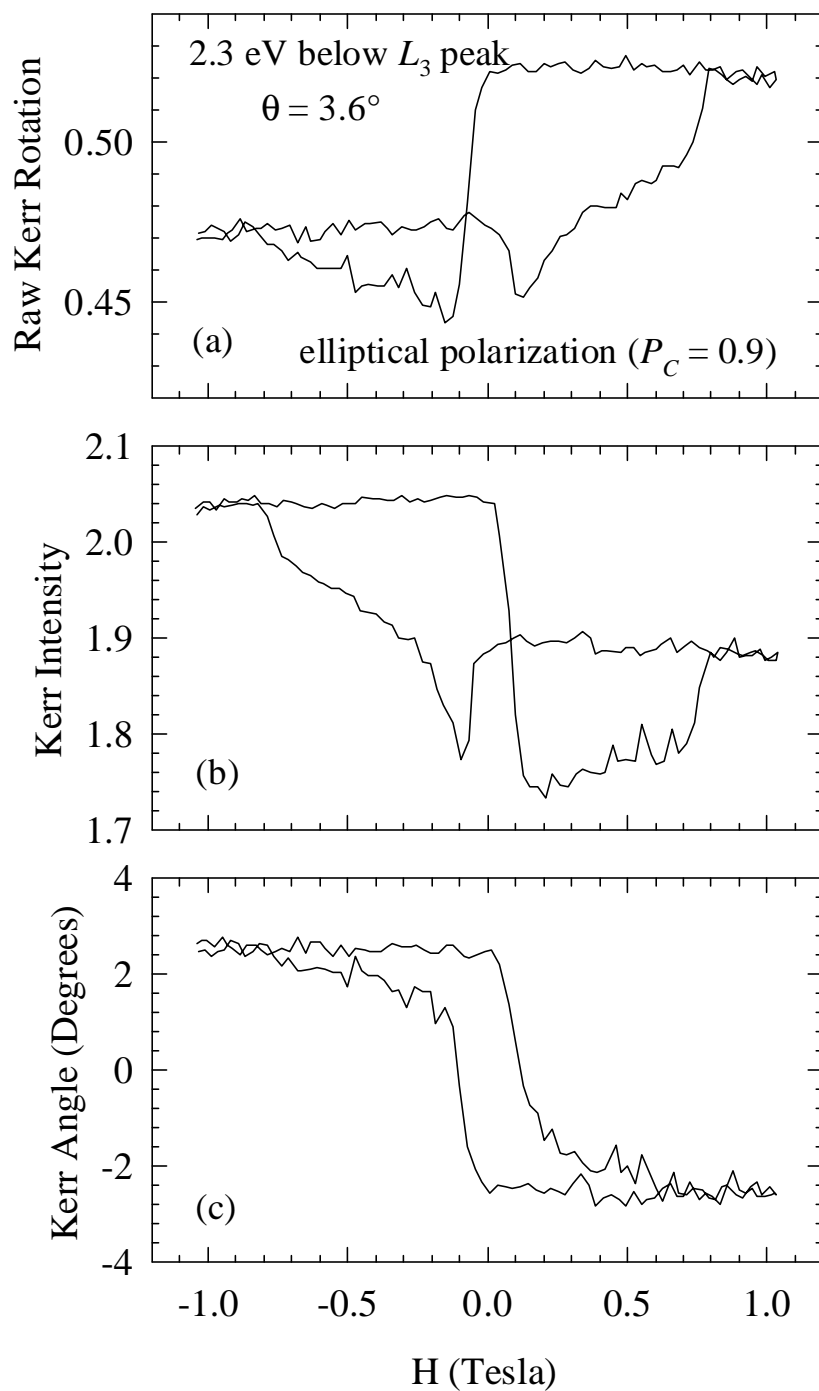 2.3 eV below L₃ peak
θ = 3.6°
0.50
0.45
Raw Kerr Rotation
(a)
elliptical polarization (P_C = 0.9)
2.1
2.0
1.9
1.8
1.7
Kerr Intensity
(b)
4
2
0
-2
-4
Kerr Angle (Degrees)
(c)
-1.0 -0.5 0.0 0.5 1.0
H (Tesla)